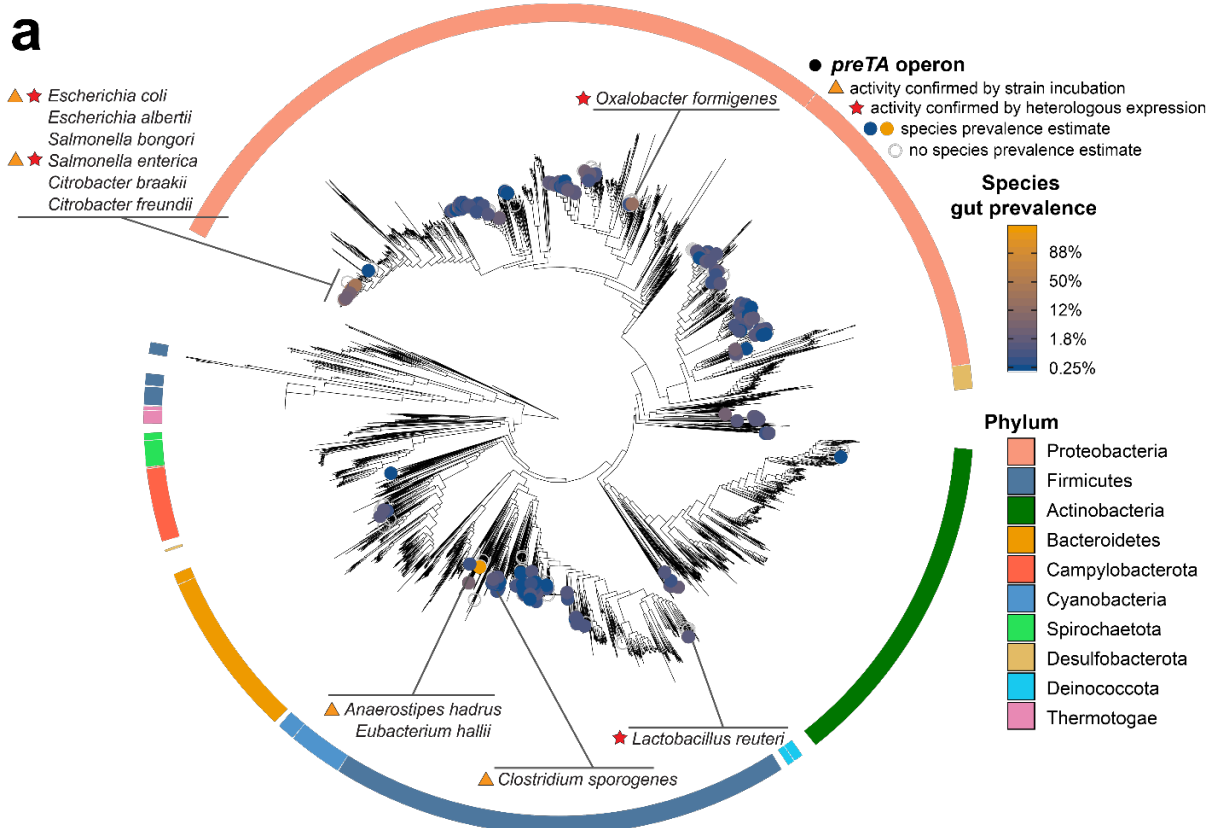 a
Escherichia coli
Escherichia albertii
Salmonella bongori
Salmonella enterica
Citrobacter braakii
Citrobacter freundii
Oxalobacter formigenes
preTA operon
activity confirmed by strain incubation
activity confirmed by heterologous expression
species prevalence estimate
no species prevalence estimate
Species
gut prevalence
88%
50%
12%
1.8%
0.25%
Phylum
Proteobacteria
Firmicutes
Actinobacteria
Bacteroidetes
Campylobacterota
Cyanobacteria
Spirochaetota
Desulfobacterota
Deinococcota
Thermotogae
Anaerostipes hadrus
Eubacterium hallii
Lactobacillus reuteri
Clostridium sporogenes